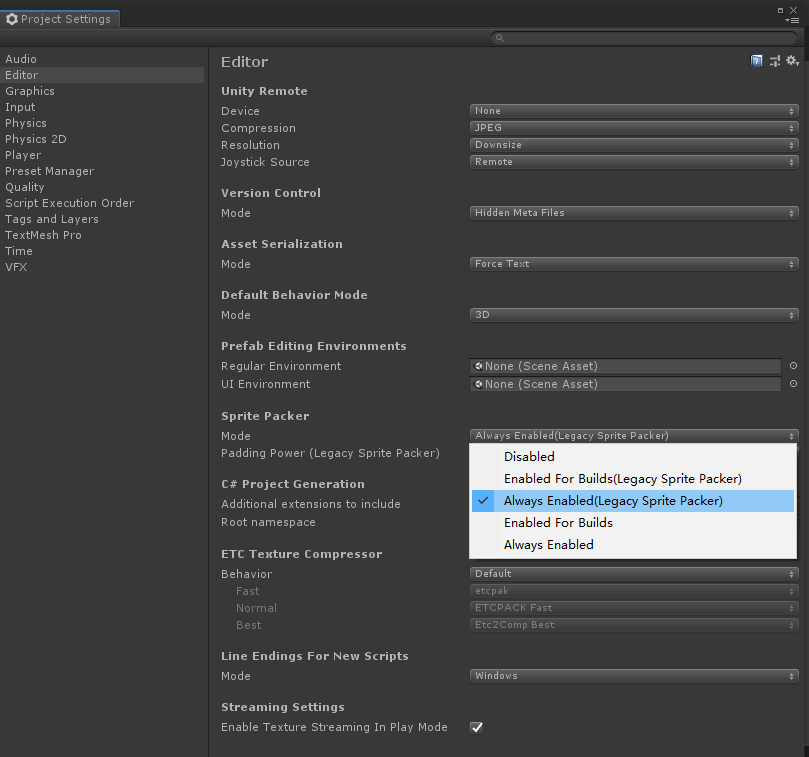 Project Settings
Audio
Editor
Graphics
Input
Physics
Physics 2D
Player
Preset Manager
Quality
Script Execution Order
Tags and Layers
TextMesh Pro
Time
VFX
Editor
Unity Remote
Device None
Compression JPEG
Resolution Downsize
Joystick Source Remote
Version Control
Mode Hidden Meta Files
Asset Serialization
Mode Force Text
Default Behavior Mode
Mode 3D
Prefab Editing Environments
Regular Environment None (Scene Asset)
UI Environment None (Scene Asset)
Sprite Packer
Mode Always Enabled(Legacy Sprite Packer)
Padding Power (Legacy Sprite Packer)
Disabled
Enabled For Builds(Legacy Sprite Packer)
Always Enabled(Legacy Sprite Packer)
Enabled For Builds
Always Enabled
C# Project Generation
Additional extensions to include
Root namespace
ETC Texture Compressor
Behavior Default
Fast etcpak
Normal ETCPACK Fast
Best Etc2Comp Best
Line Endings For New Scripts
Mode Windows
Streaming Settings
Enable Texture Streaming In Play Mode